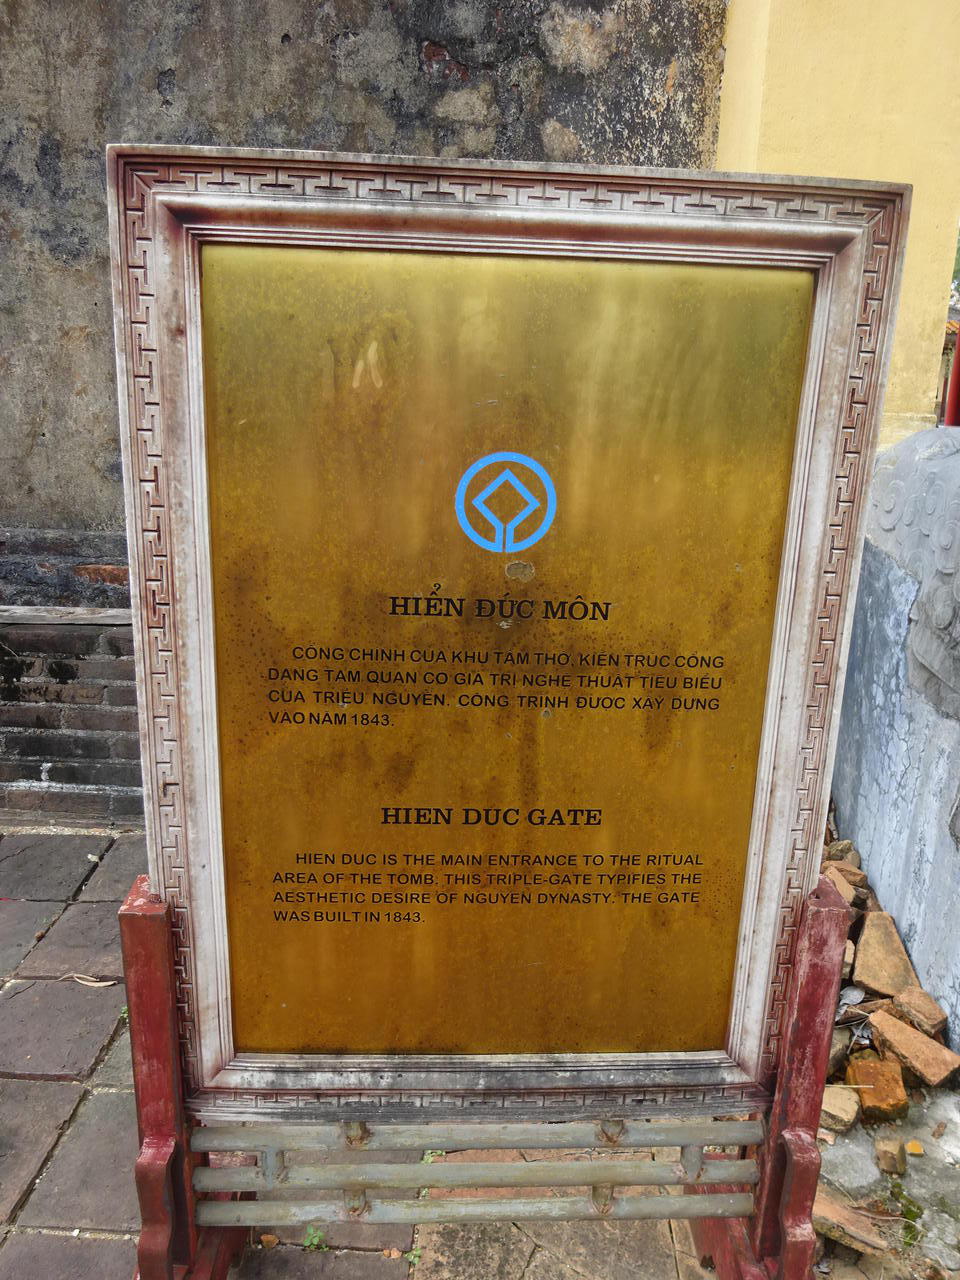 HIỂN ĐỨC MÔN
CỔNG CHÍNH CỦA KHU TẨM THỜ, KIẾN TRÚC CỔNG
DẠNG TAM QUAN CÓ GIÁ TRỊ NGHỆ THUẬT TIÊU BIỂU
CỦA TRIỀU NGUYỄN. CÔNG TRÌNH ĐƯỢC XÂY DỰNG
VÀO NĂM 1843.
HIEN DUC GATE
HIEN DUC IS THE MAIN ENTRANCE TO THE RITUAL
AREA OF THE TOMB. THIS TRIPLE-GATE TYPIFIES THE
AESTHETIC DESIRE OF NGUYEN DYNASTY. THE GATE
WAS BUILT IN 1843.